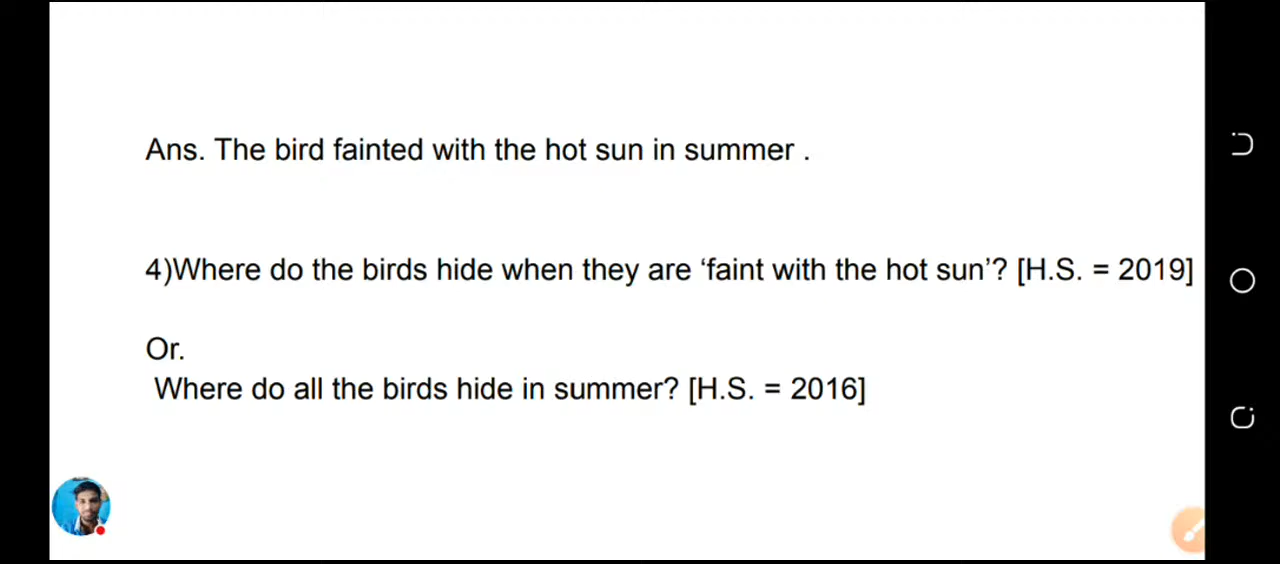 Ans. The bird fainted with the hot sun in summer .
4)Where do the birds hide when they are ‘faint with the hot sun’? [H.S. = 2019]
Or.
Where do all the birds hide in summer? [H.S. = 2016]